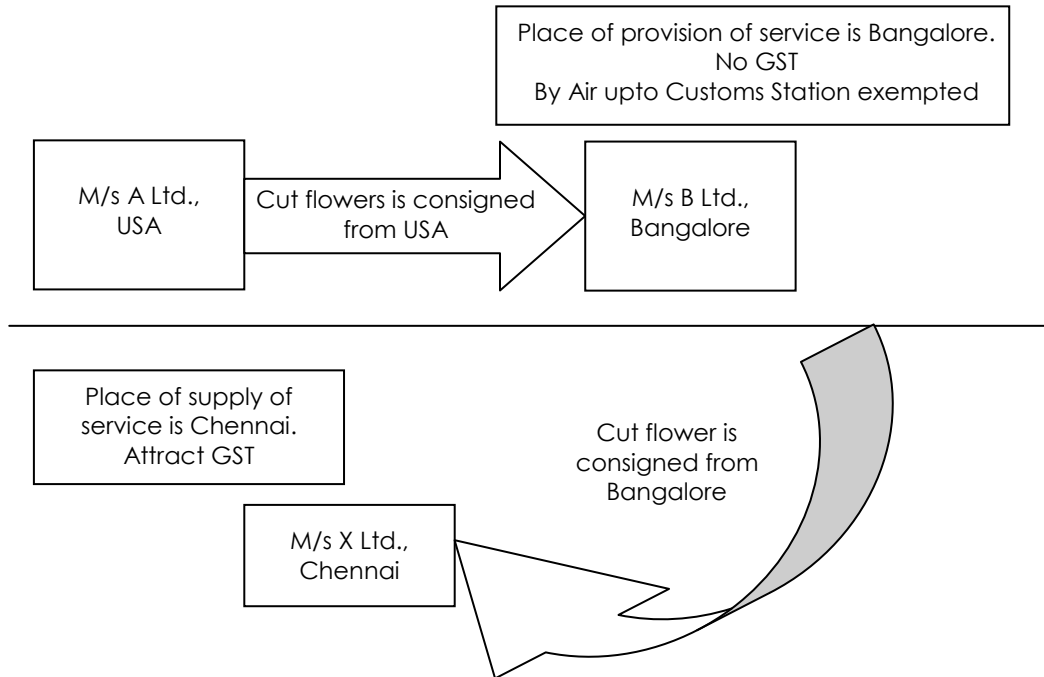 Place of provision of service is Bangalore.
No GST
By Air upto Customs Station exempted
M/s A Ltd.,
USA
Cut flowers is consigned
from USA
M/s B Ltd.,
Bangalore
Place of supply of
service is Chennai.
Attract GST
Cut flower is
consigned from
Bangalore
M/s X Ltd.,
Chennai